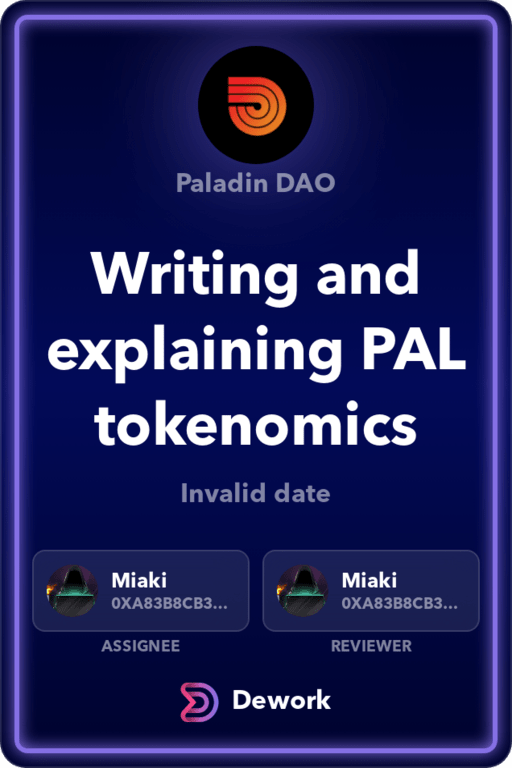 Paladin DAO
Writing and
explaining PAL
tokenomics
Invalid date
Miaki
0XA83B8CB3...
ASSIGNEE
Miaki
0XA83B8CB3...
REVIEWER
Dework